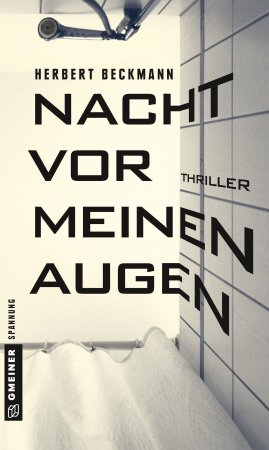 HERBERT BECKMANN
NACHT
VOR
THRILLER
MEINEN
AUGEN
GMEINER SPANNUNG